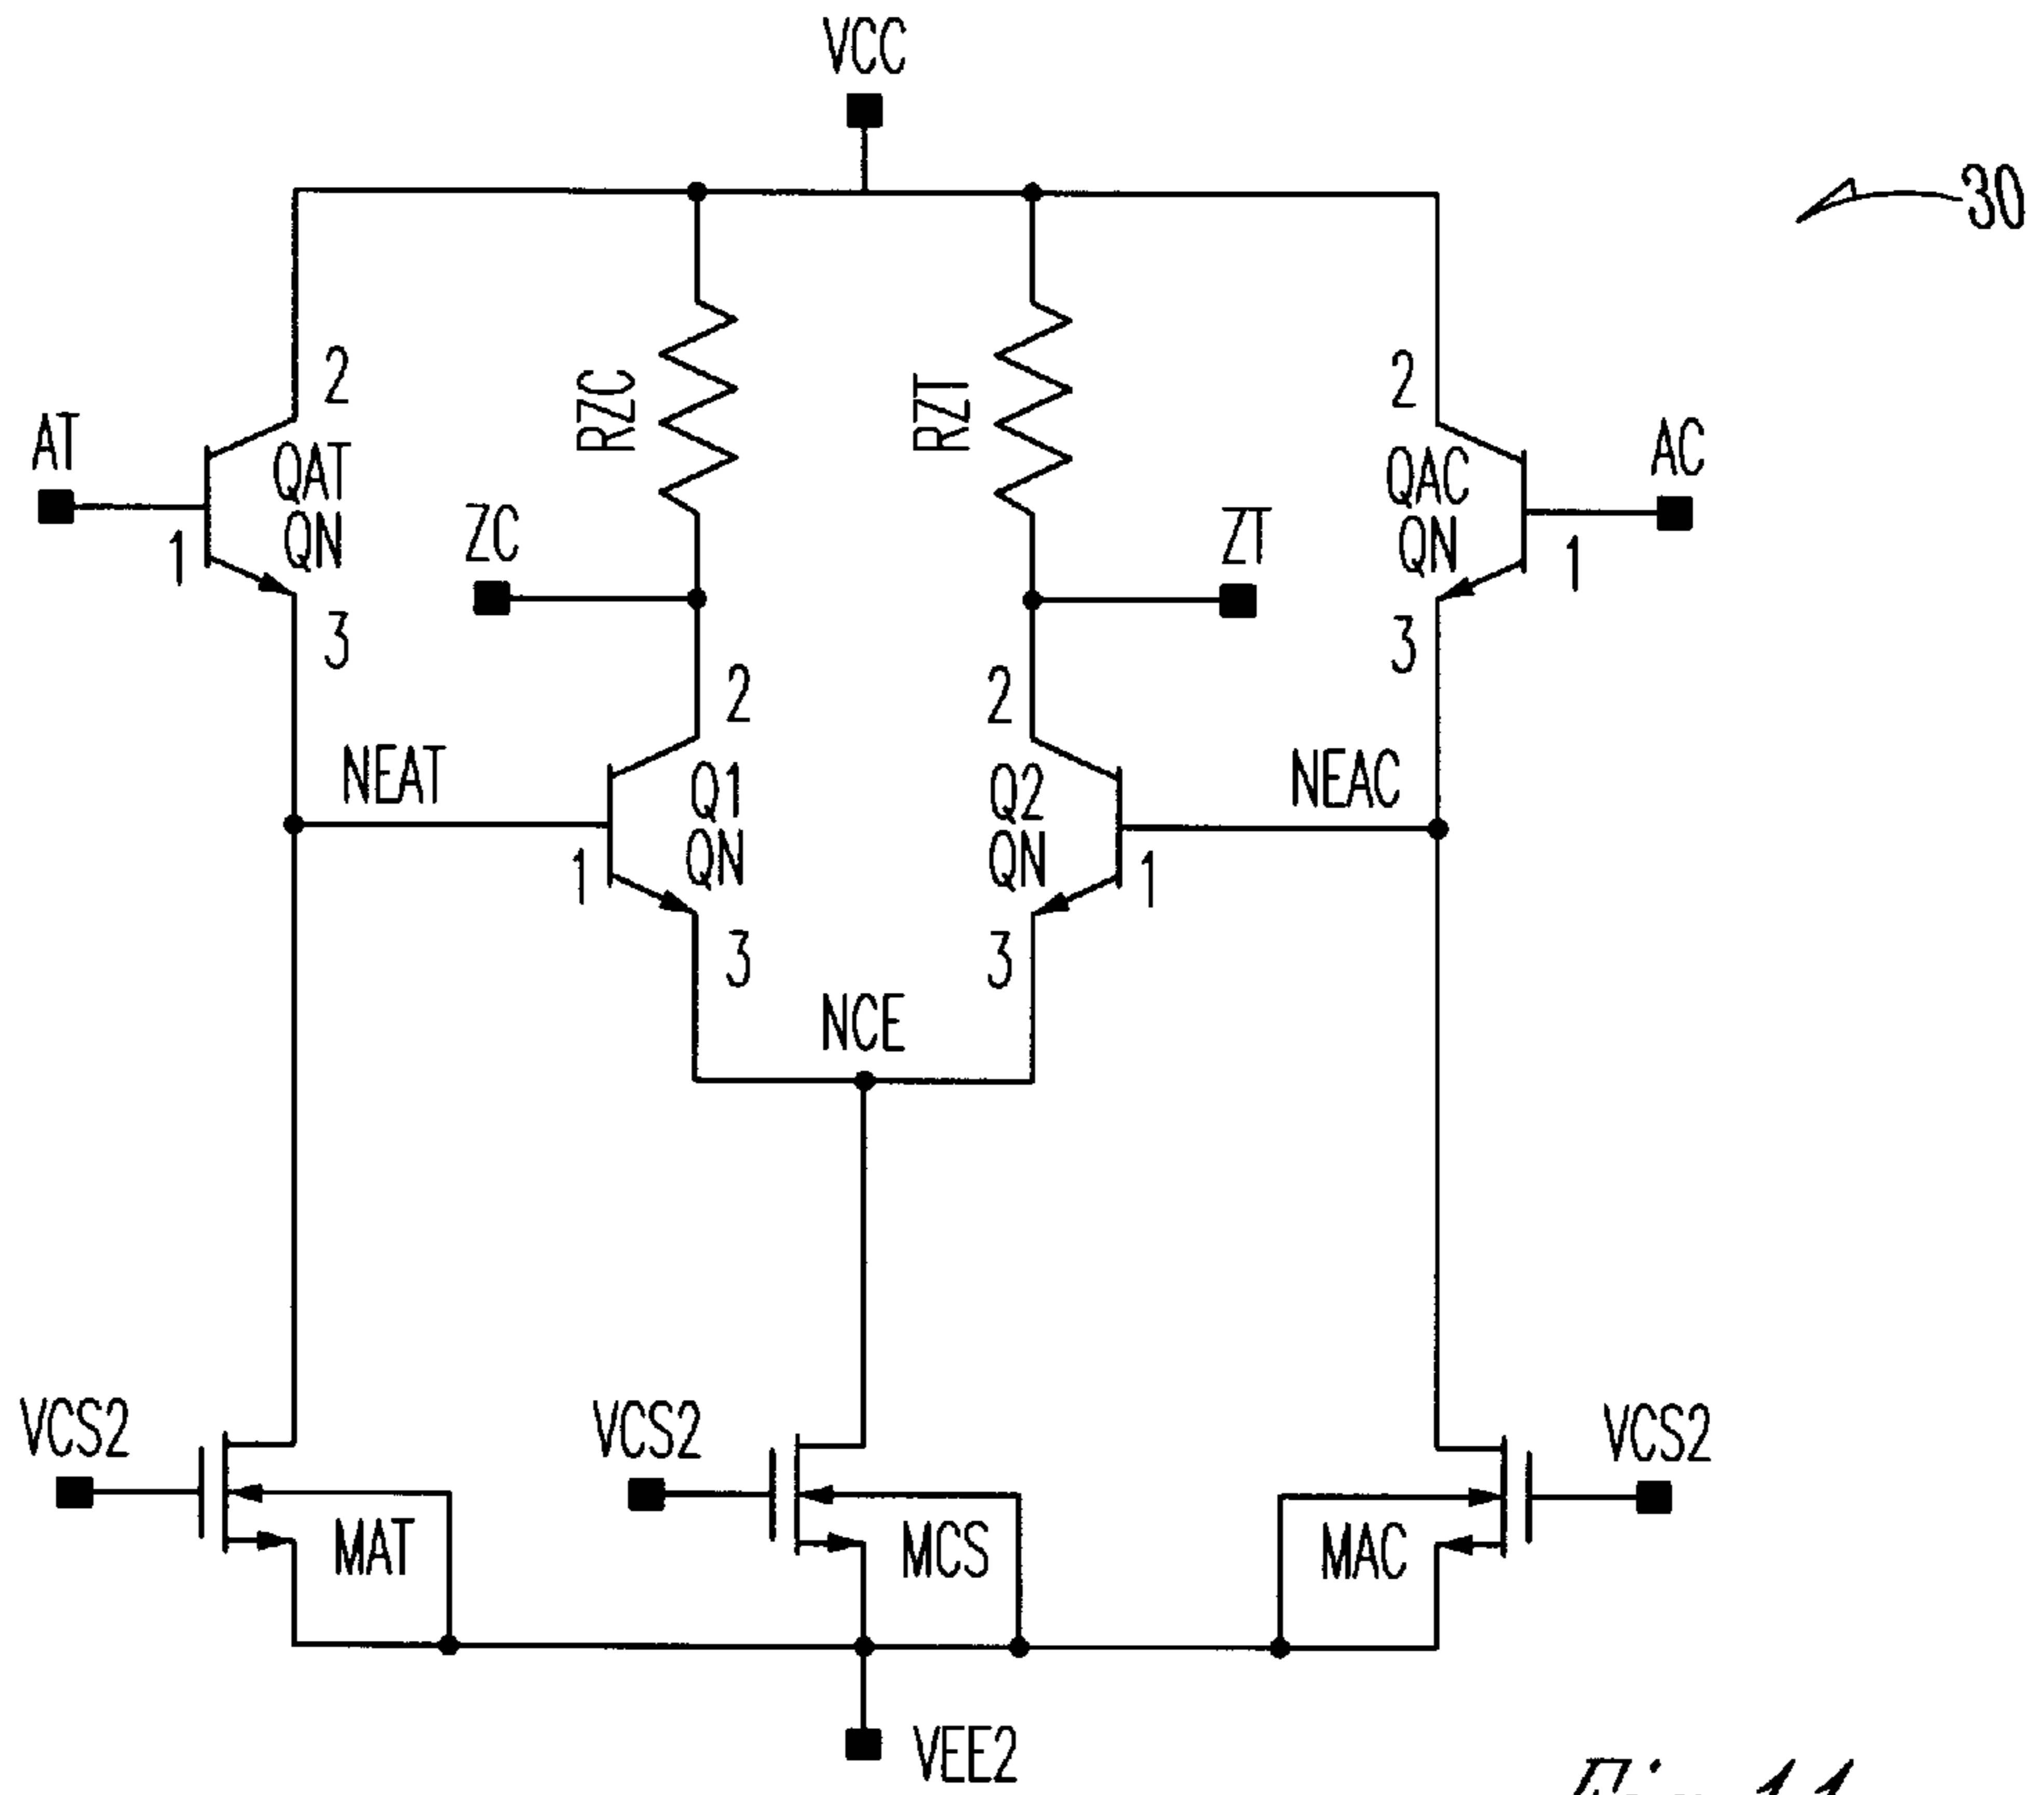 VCC
30
2
2
AT
QAT
QN
RZC
RZT
QAC
QN
AC
1
ZC
ZT
1
3
3
2
2
NEAT
Q1
QN
Q2
QN
NEAC
1
1
3
3
NCE
VCS2
VCS2
VCS2
MAT
MCS
MAC
VEE2